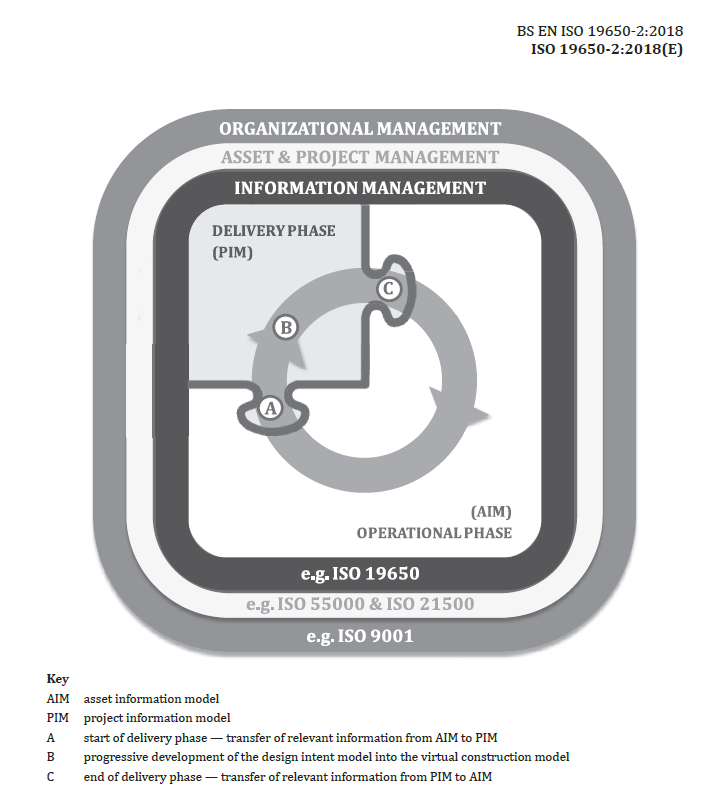 BS EN ISO 19650-2:2018
ISO 19650-2:2018(E)
ORGANIZATIONAL MANAGEMENT
ASSET & PROJECT MANAGEMENT
INFORMATION MANAGEMENT
DELIVERY PHASE
(PIM)
C
B
A
(AIM)
OPERATIONAL PHASE
e.g. ISO 19650
e.g. ISO 55000 & ISO 21500
e.g. ISO 9001
Key
AIM asset information model
PIM project information model
A start of delivery phase — transfer of relevant information from AIM to PIM
B progressive development of the design intent model into the virtual construction model
C end of delivery phase — transfer of relevant information from PIM to AIM